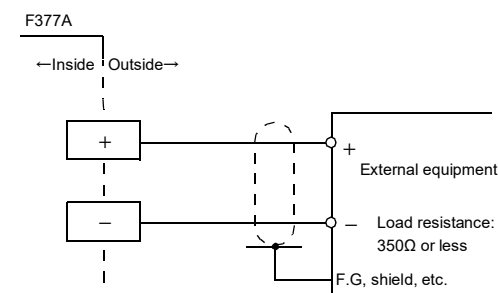 F377A
←Inside Outside→
+
+
External equipment
−
− Load resistance:
350Ω or less
F.G, shield, etc.